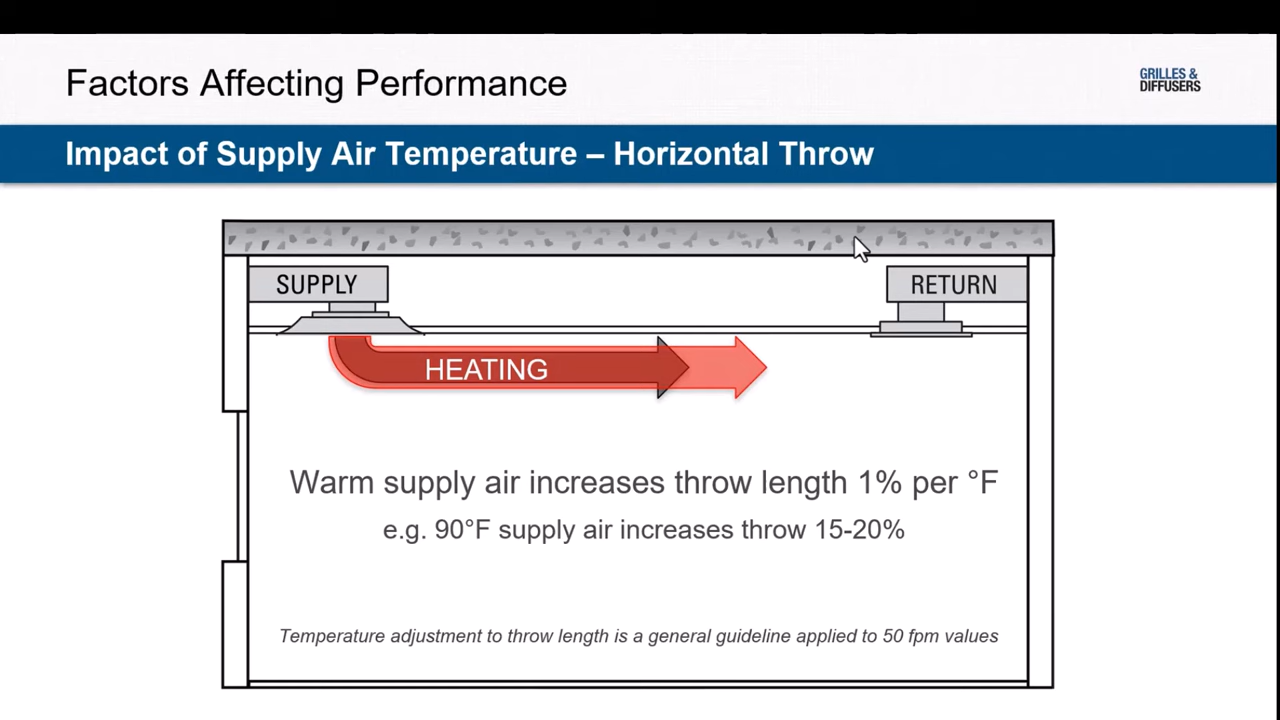 Factors Affecting Performance
GRILLES &
DIFFUSERS
Impact of Supply Air Temperature – Horizontal Throw
SUPPLY
RETURN
HEATING
Warm supply air increases throw length 1% per °F
e.g. 90°F supply air increases throw 15-20%
Temperature adjustment to throw length is a general guideline applied to 50 fpm values